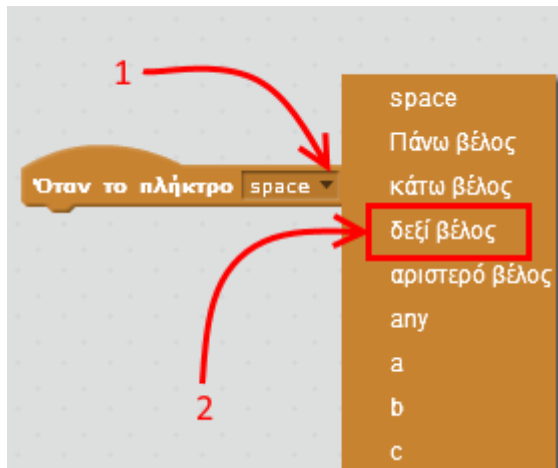 1
space
Πάνω βέλος
Όταν το πλήκτρο space
κάτω βέλος
δεξί βέλος
αριστερό βέλος
any
a
2
b
c